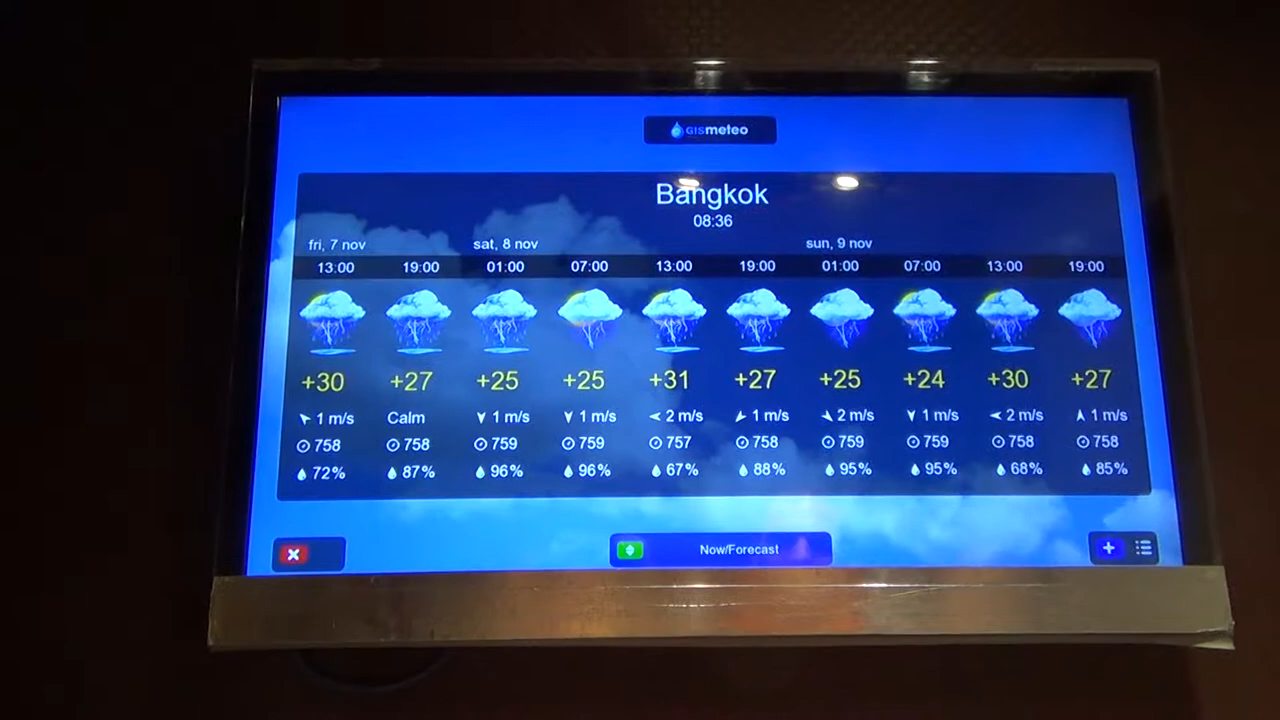 GISmeteo
Bangkok
08:36
fri, 7 nov sat, 8 nov sun, 9 nov
13:00 19:00 01:00 07:00 13:00 19:00 01:00 07:00 13:00 19:00
+30 +27 +25 +25 +31 +27 +25 +24 +30 +27
1 m/s Calm 1 m/s 1 m/s 2 m/s 1 m/s 2 m/s 1 m/s 2 m/s 1 m/s
758 758 759 759 757 758 759 759 758 758
72% 87% 96% 96% 67% 88% 95% 95% 68% 85%
Now/Forecast